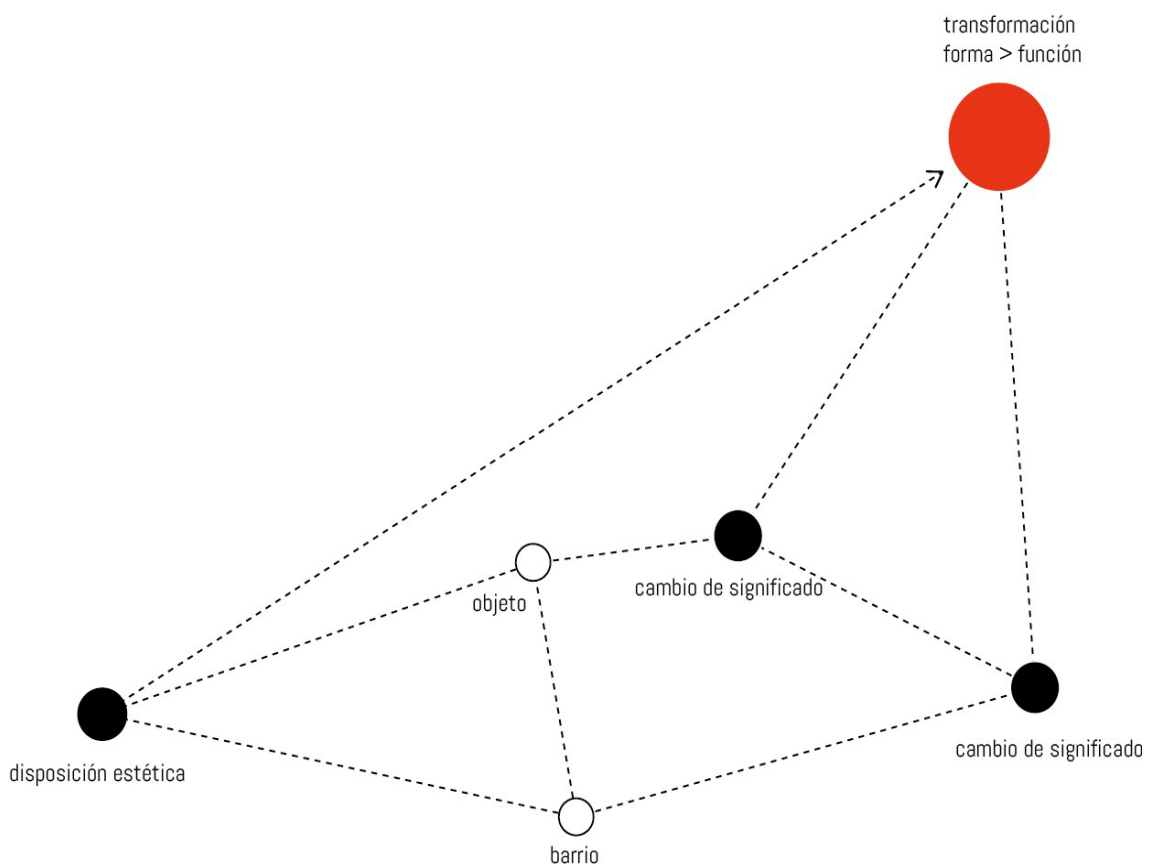 transformación
forma > función
cambio de significado
objeto
cambio de significado
disposición estética
barrio